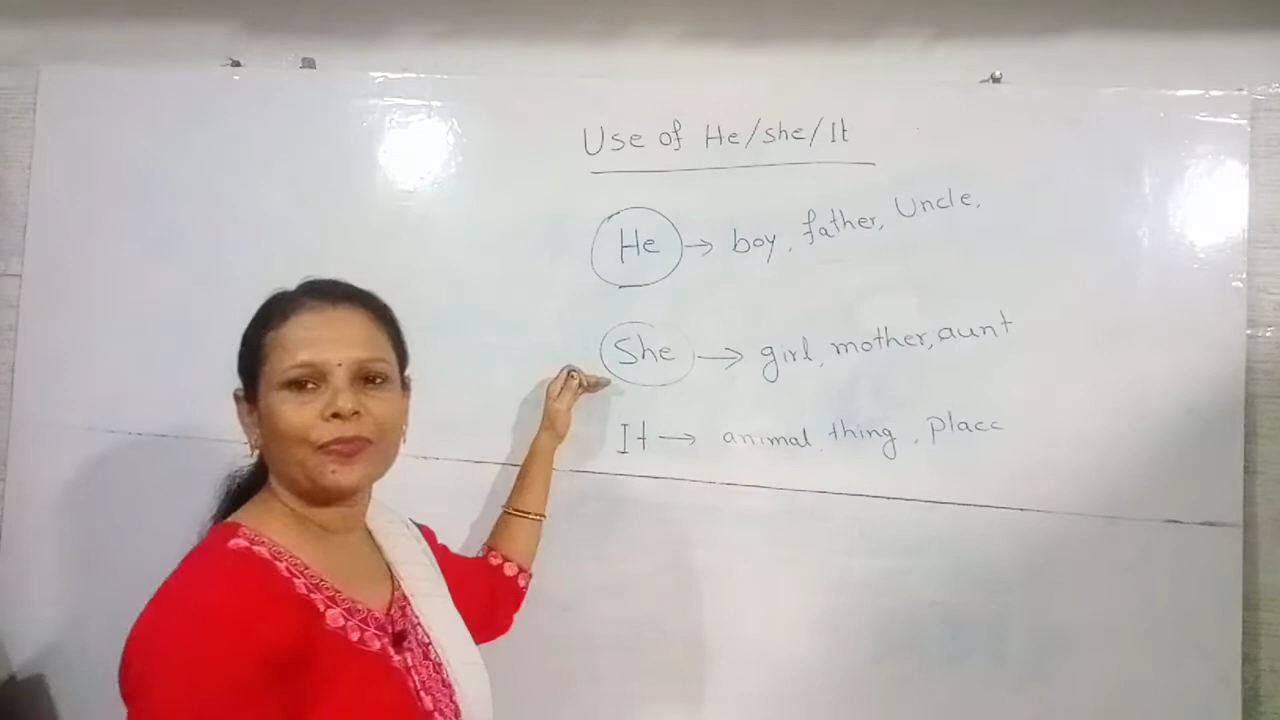 Use of He/she/It
He → boy, father, Uncle,
She → girl, mother, aunt
It → animal, thing, place